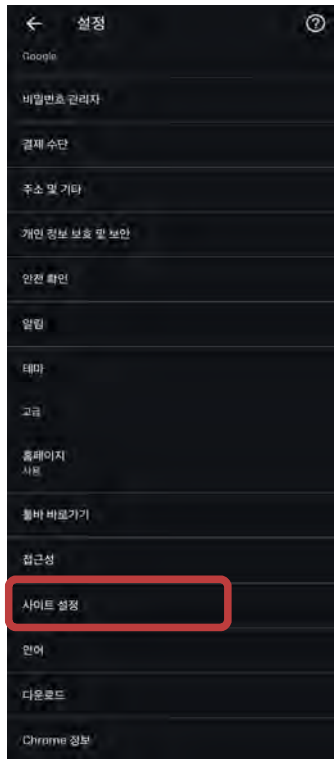 설정
Google
비밀번호 관리자
결제 수단
주소 및 기타
개인 정보 보호 및 보안
안전 확인
알림
테마
고급
홈페이지
사용
툴바 바로가기
접근성
사이트 설정
언어
다운로드
Chrome 정보